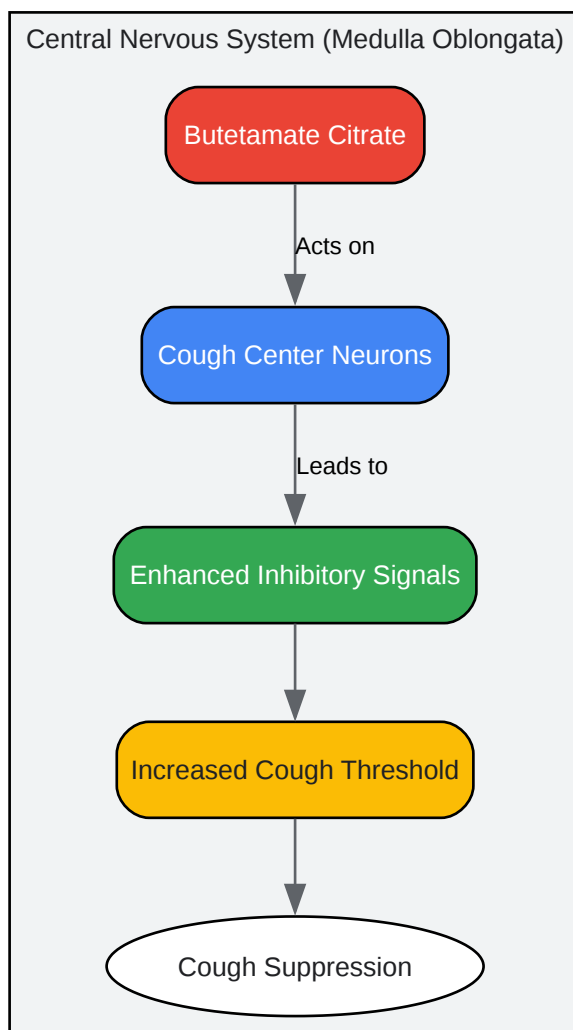 Central Nervous System (Medulla Oblongata)
Butetamate Citrate
Acts on
Cough Center Neurons
Leads to
Enhanced Inhibitory Signals
Increased Cough Threshold
Cough Suppression